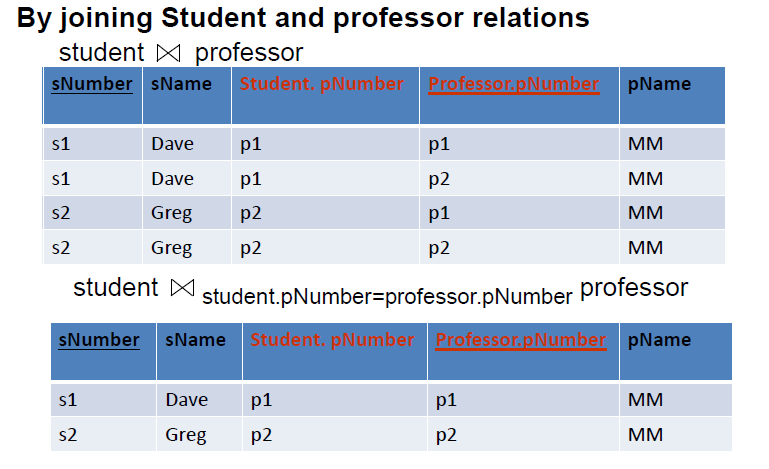 By joining Student and professor relations
student ⋈ professor
sNumber sName Student. pNumber Professor.pNumber pName
s1 Dave p1 p1 MM
s1 Dave p1 p2 MM
s2 Greg p2 p1 MM
s2 Greg p2 p2 MM
student ⋈ student.pNumber=professor.pNumber professor
sNumber sName Student. pNumber Professor.pNumber pName
s1 Dave p1 p1 MM
s2 Greg p2 p2 MM